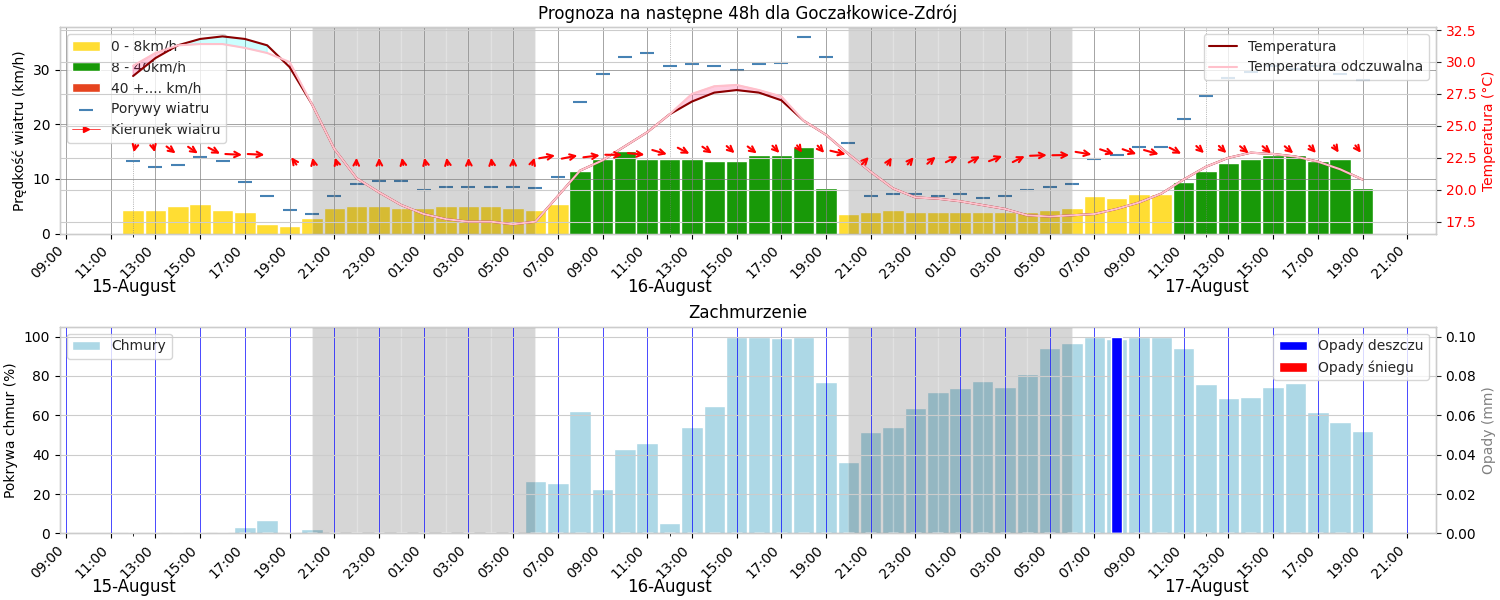 Prognoza na następne 48h dla Goczałkowice-Zdrój
0 - 8km/h
8 - 40km/h
40 +.... km/h
Porywy wiatru
Kierunek wiatru
Temperatura
Temperatura odczuwalna
Prędkość wiatru (km/h)
0
10
20
30
Temperatura (°C)
32.5
30.0
27.5
25.0
22.5
20.0
17.5
09:00 11:00 13:00 15:00 17:00 19:00 21:00 23:00 01:00 03:00 05:00 07:00 09:00 11:00 13:00 15:00 17:00 19:00 21:00 23:00 01:00 03:00 05:00 07:00 09:00 11:00 13:00 15:00 17:00 19:00 21:00
15-August 16-August 17-August
Zachmurzenie
Chmury
Opady deszczu
Opady śniegu
Pokrywa chmur (%)
100
80
60
40
20
0
Opady (mm)
0.10
0.08
0.06
0.04
0.02
0.00
09:00 11:00 13:00 15:00 17:00 19:00 21:00 23:00 01:00 03:00 05:00 07:00 09:00 11:00 13:00 15:00 17:00 19:00 21:00 23:00 01:00 03:00 05:00 07:00 09:00 11:00 13:00 15:00 17:00 19:00 21:00
15-August 16-August 17-August